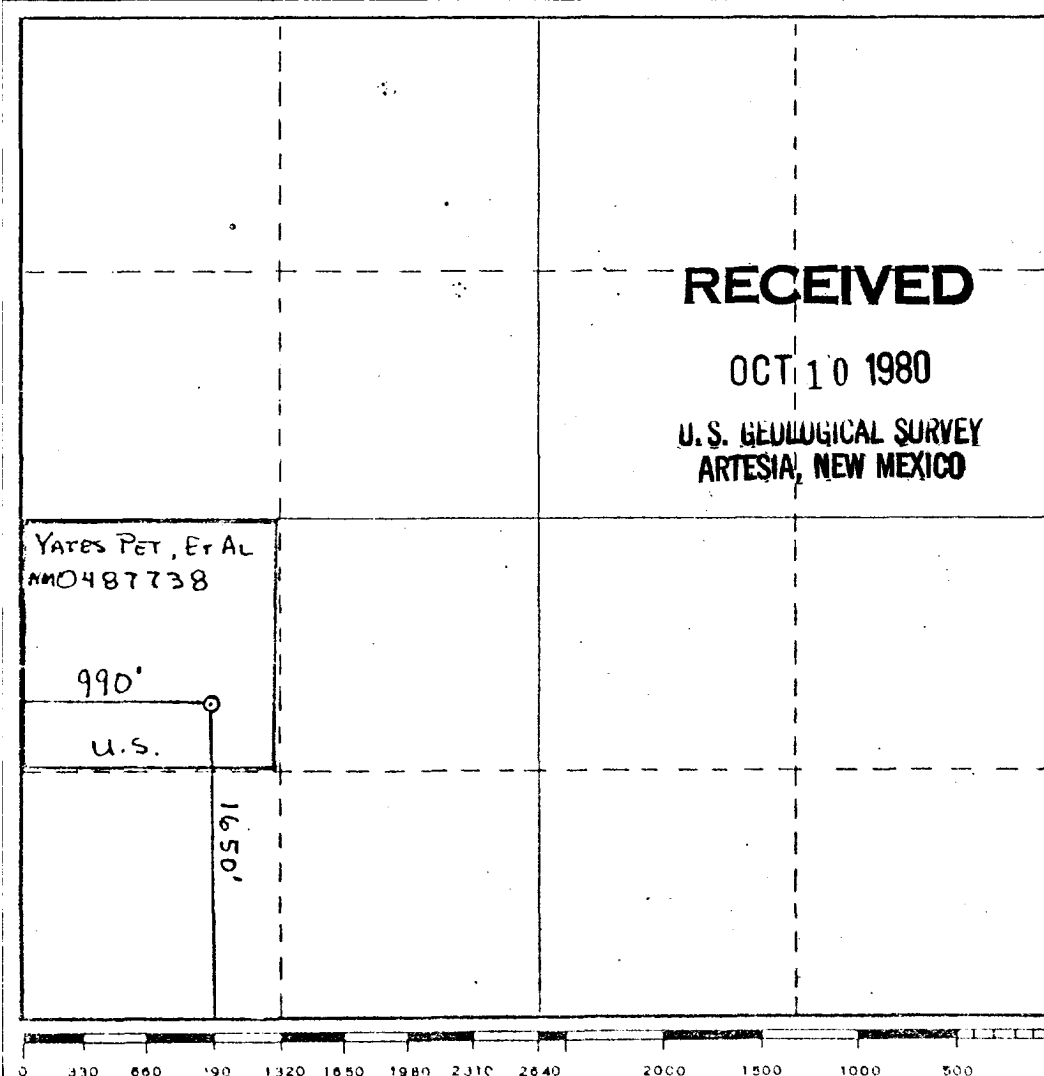 RECEIVED
OCT 10 1980
U.S. GEOLOGICAL SURVEY
ARTESIA, NEW MEXICO
YATES PET, ET AL
NM0487738
990'
U.S.
1650'
0 330 660 990 1320 1650 1980 2310 2640 2000 1500 1000 500